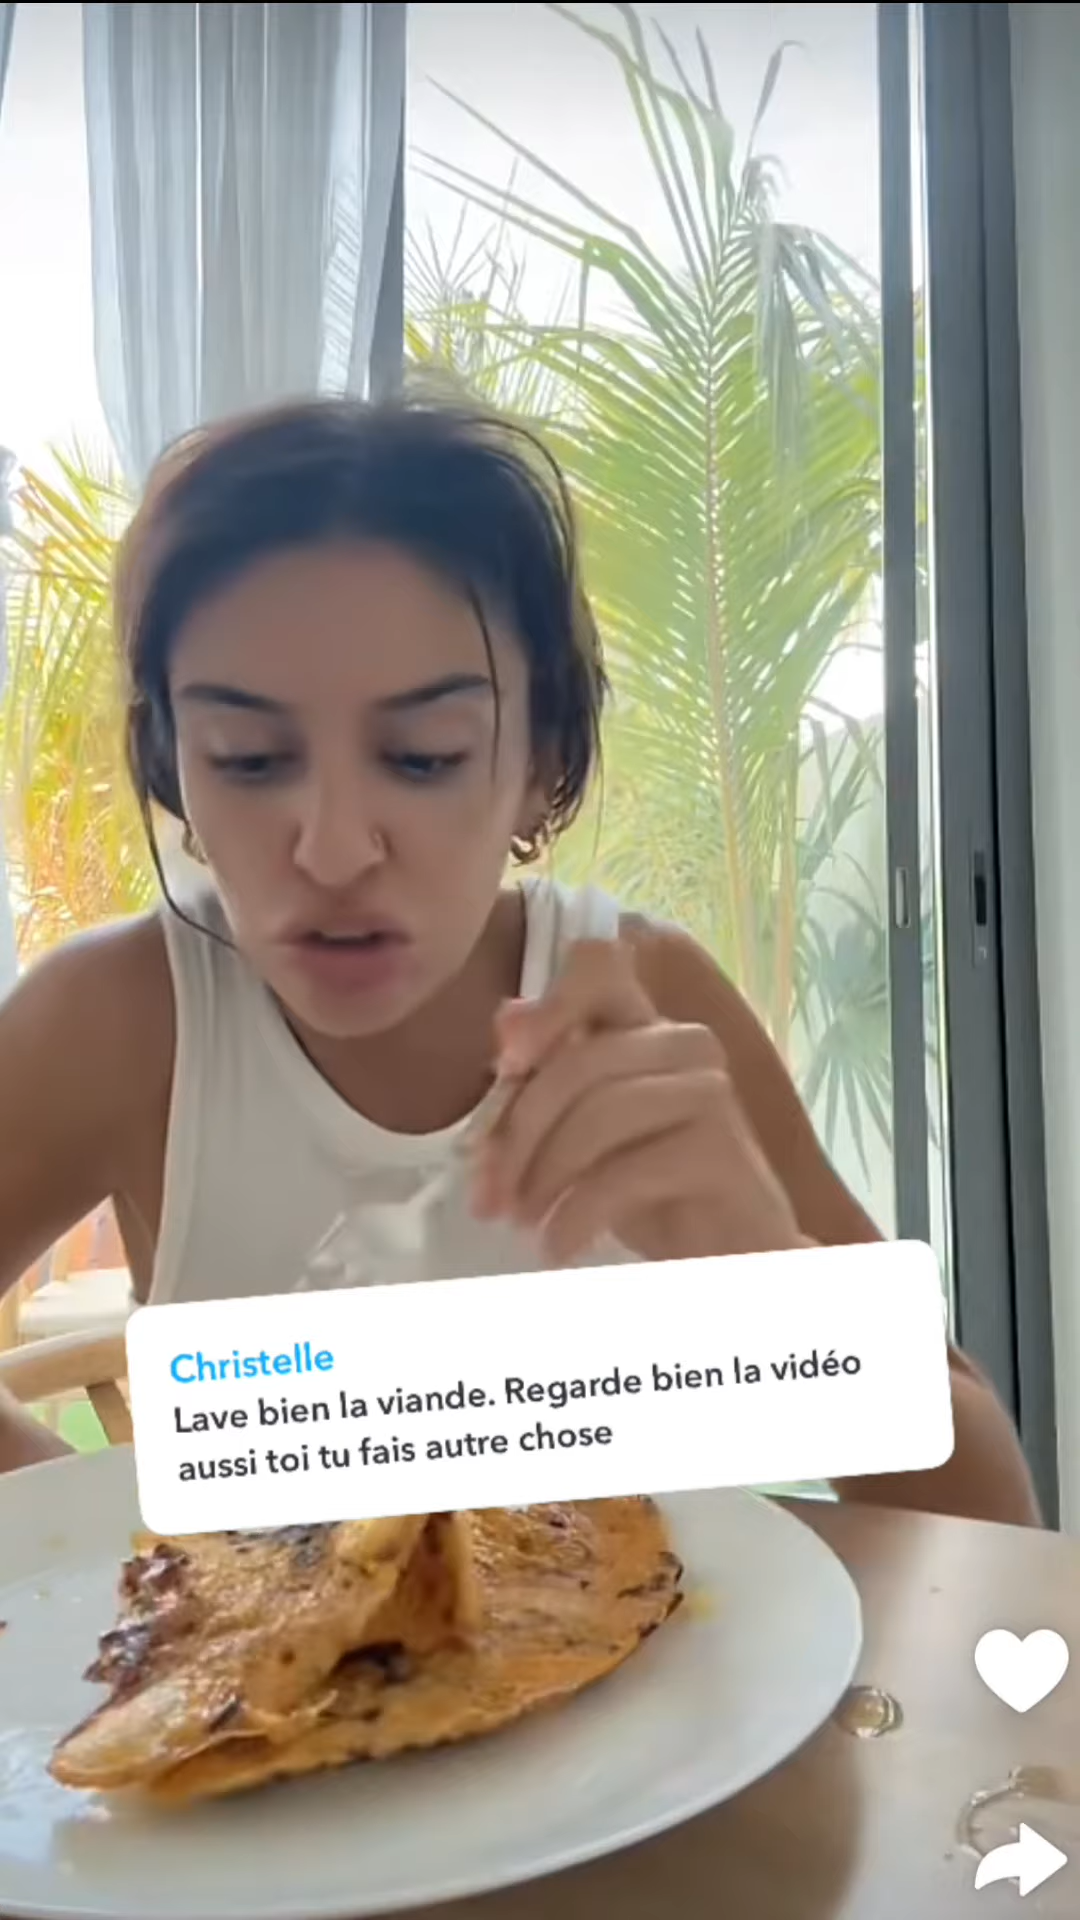 Christelle
Lave bien la viande. Regarde bien la vidéo
aussi toi tu fais autre chose